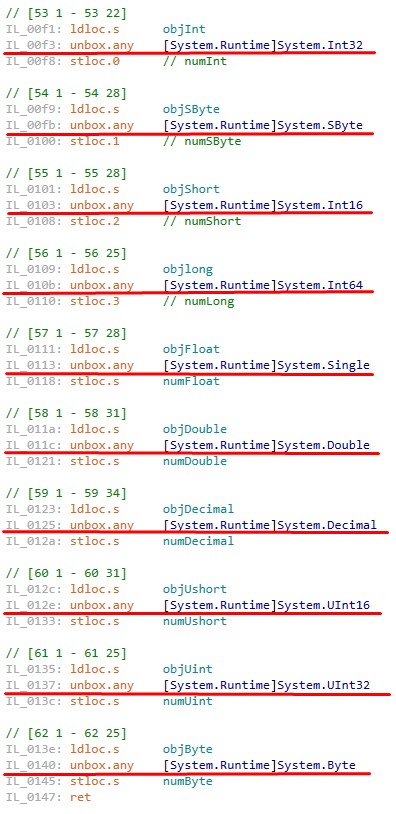 // [53 1 - 53 22]
IL_00f1: ldloc.s objInt
IL_00f3: unbox.any [System.Runtime]System.Int32
IL_00f8: stloc.0 // numInt
// [54 1 - 54 28]
IL_00f9: ldloc.s objSByte
IL_00fb: unbox.any [System.Runtime]System.SByte
IL_0100: stloc.1 // numSByte
// [55 1 - 55 28]
IL_0101: ldloc.s objShort
IL_0103: unbox.any [System.Runtime]System.Int16
IL_0108: stloc.2 // numShort
// [56 1 - 56 25]
IL_0109: ldloc.s objlong
IL_010b: unbox.any [System.Runtime]System.Int64
IL_0110: stloc.3 // numLong
// [57 1 - 57 28]
IL_0111: ldloc.s objFloat
IL_0113: unbox.any [System.Runtime]System.Single
IL_0118: stloc.s numFloat
// [58 1 - 58 31]
IL_011a: ldloc.s objDouble
IL_011c: unbox.any [System.Runtime]System.Double
IL_0121: stloc.s numDouble
// [59 1 - 59 34]
IL_0123: ldloc.s objDecimal
IL_0125: unbox.any [System.Runtime]System.Decimal
IL_012a: stloc.s numDecimal
// [60 1 - 60 31]
IL_012c: ldloc.s objUshort
IL_012e: unbox.any [System.Runtime]System.UInt16
IL_0133: stloc.s numUshort
// [61 1 - 61 25]
IL_0135: ldloc.s objUint
IL_0137: unbox.any [System.Runtime]System.UInt32
IL_013c: stloc.s numUint
// [62 1 - 62 25]
IL_013e: ldloc.s objByte
IL_0140: unbox.any [System.Runtime]System.Byte
IL_0145: stloc.s numByte
IL_0147: ret